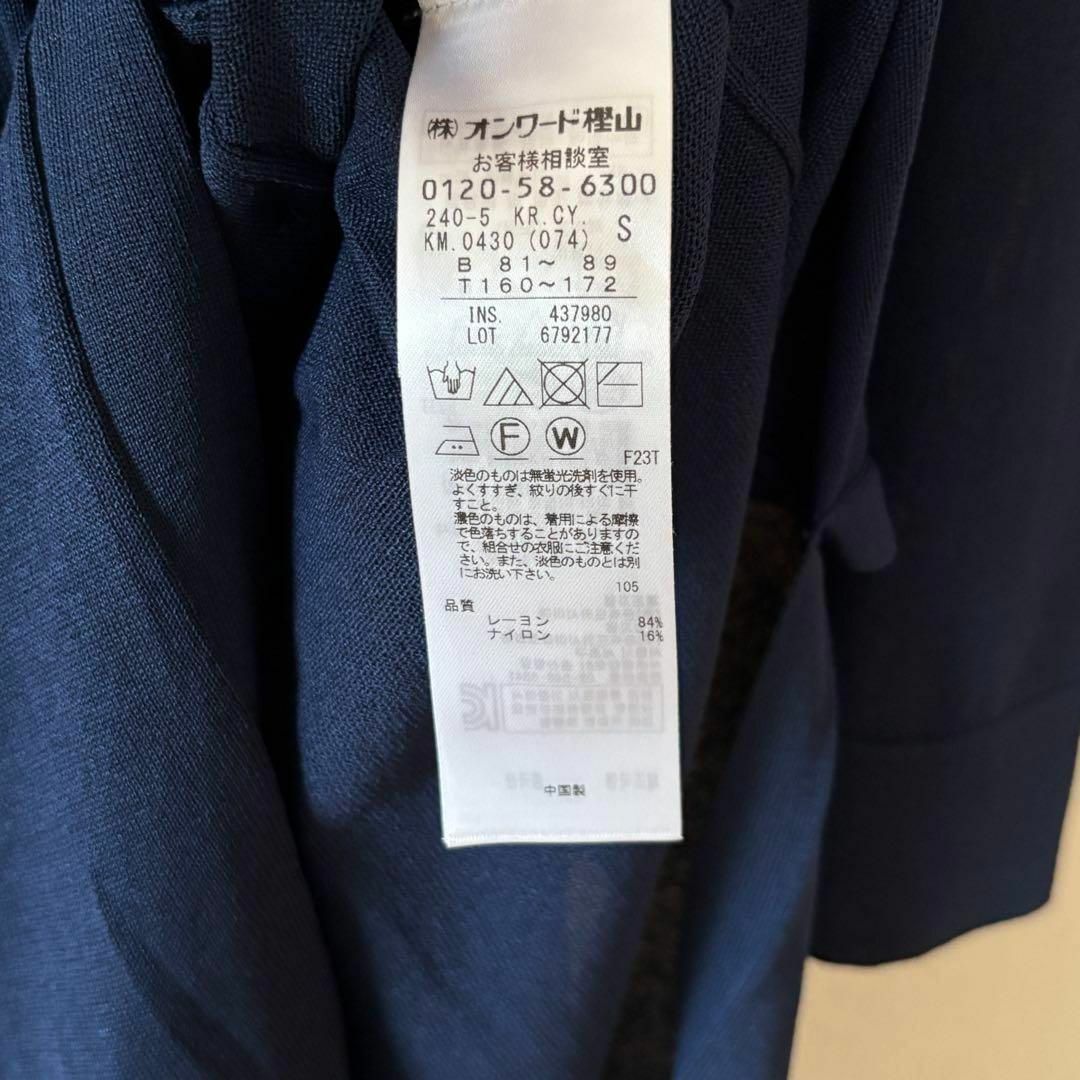 ㈱オンワード樫山
お客様相談室
0120-58-6300
240-5 KR.CY.
KM.0430 (074) S
B 81～ 89
T160～172
INS. 437980
LOT 6792177
F W
F23T
淡色のものは無蛍光洗剤を使用。
よくすすぎ、絞りの後すぐに干
すこと。
濃色のものは、着用による摩擦
で色落ちすることがありますの
で、組合せの衣服にご注意くだ
さい。また、淡色のものとは別
にお洗い下さい。
105
品質
レーヨン 84%
ナイロン 16%
中国製